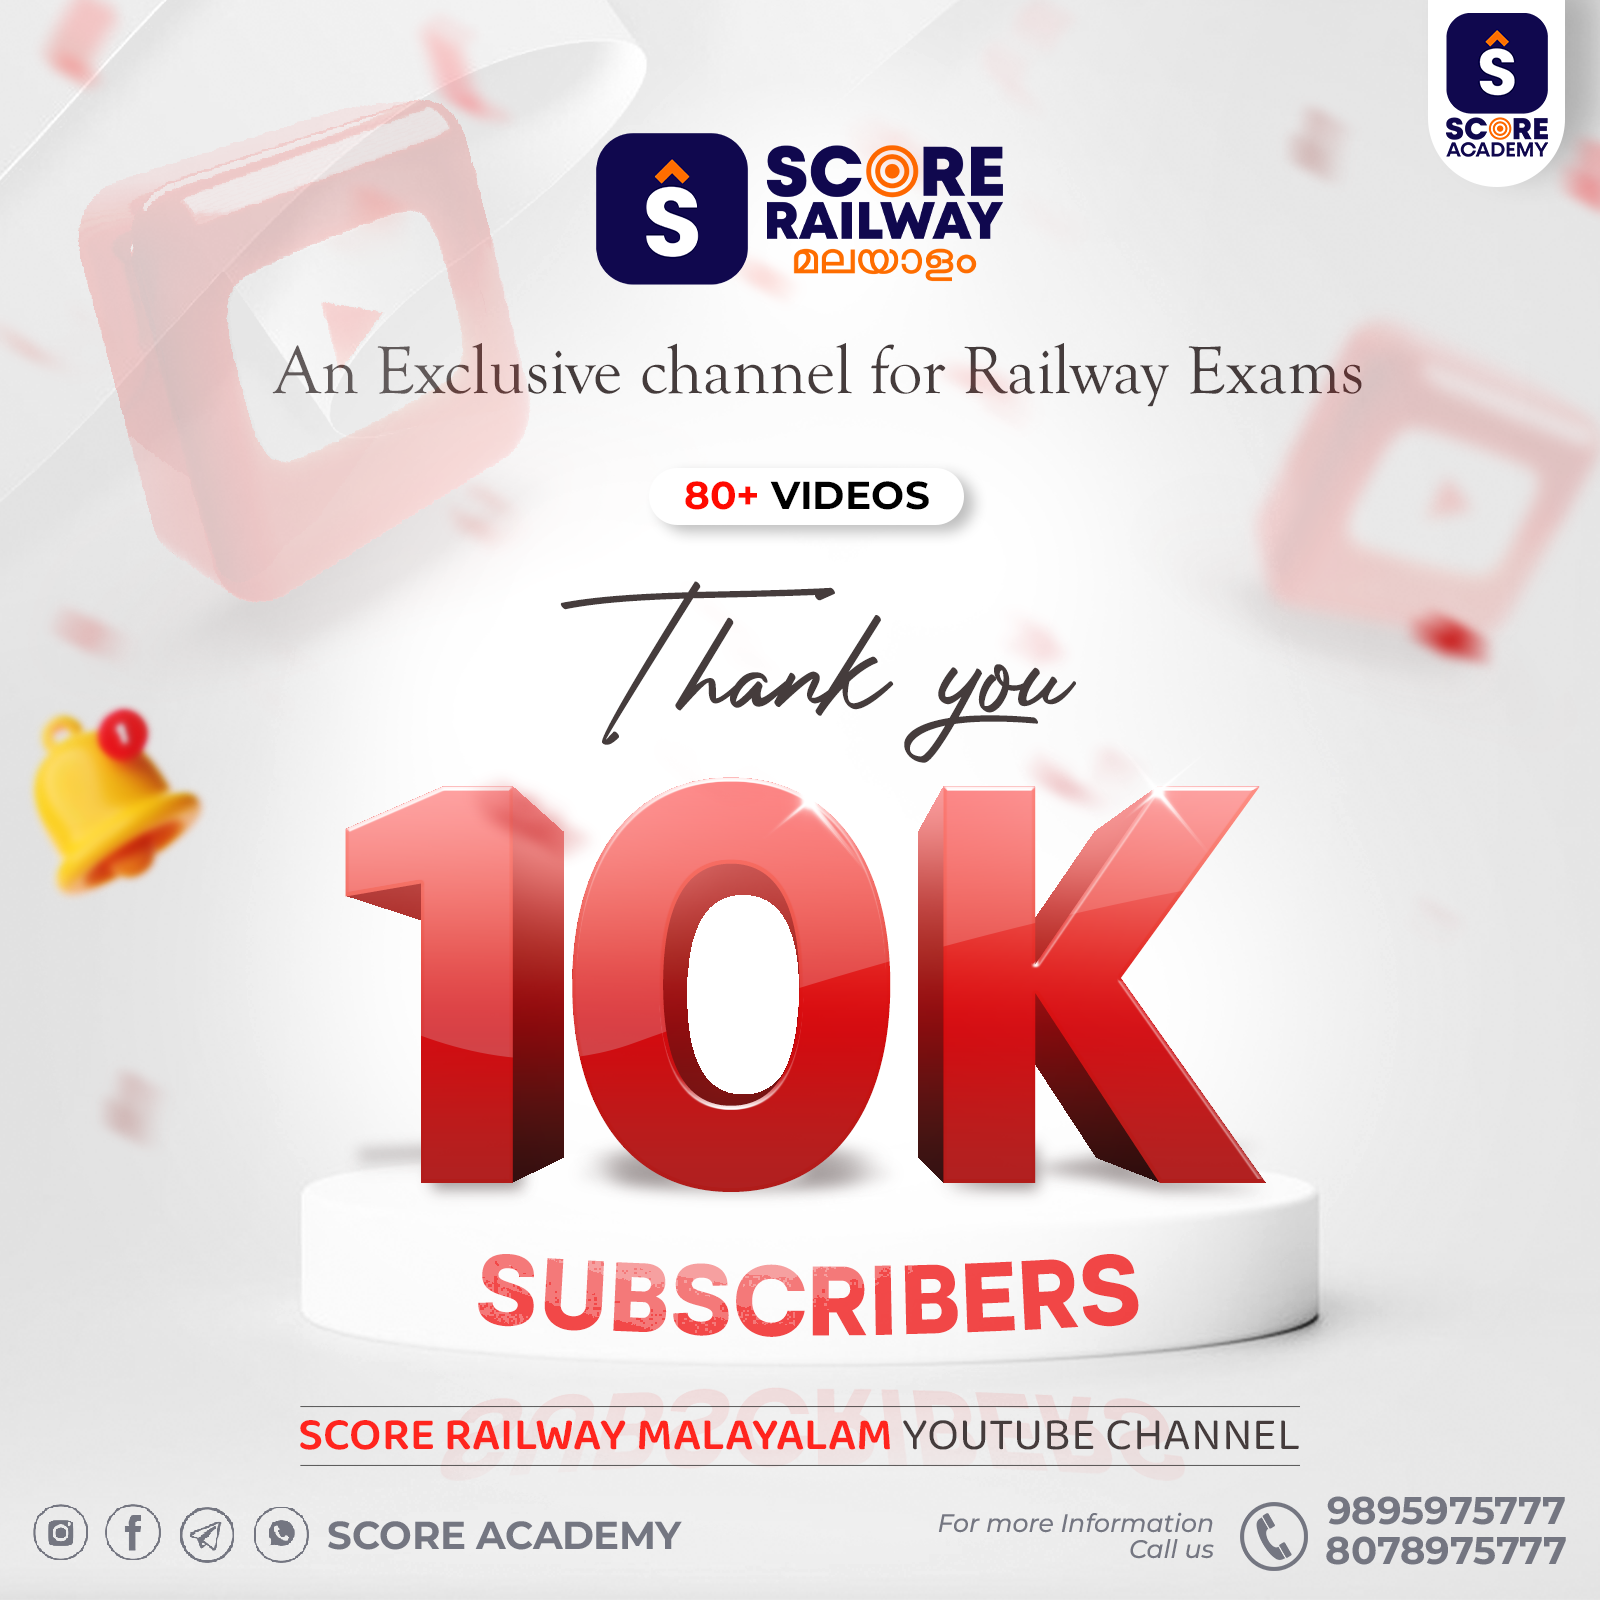 Ŝ
SCORE
ACADEMY
Ŝ
SCORE
RAILWAY
മലയാളം
An Exclusive channel for Railway Exams
80+ VIDEOS
Thank you
10K
SUBSCRIBERS
SCORE RAILWAY MALAYALAM YOUTUBE CHANNEL
SCORE ACADEMY
For more Information
Call us
9895975777
8078975777